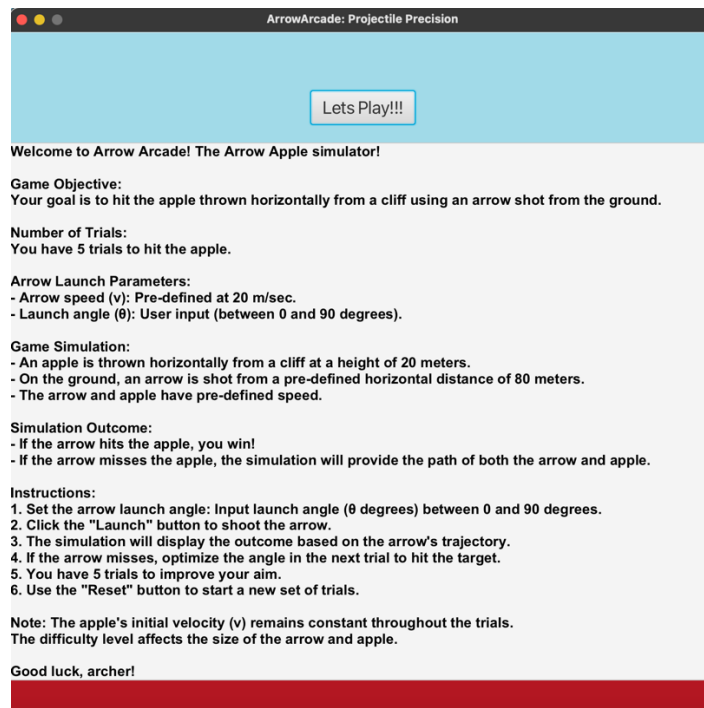 ArrowArcade: Projectile Precision
Lets Play!!!
Welcome to Arrow Arcade! The Arrow Apple simulator!
Game Objective:
Your goal is to hit the apple thrown horizontally from a cliff using an arrow shot from the ground.
Number of Trials:
You have 5 trials to hit the apple.
Arrow Launch Parameters:
- Arrow speed (v): Pre-defined at 20 m/sec.
- Launch angle (θ): User input (between 0 and 90 degrees).
Game Simulation:
- An apple is thrown horizontally from a cliff at a height of 20 meters.
- On the ground, an arrow is shot from a pre-defined horizontal distance of 80 meters.
- The arrow and apple have pre-defined speed.
Simulation Outcome:
- If the arrow hits the apple, you win!
- If the arrow misses the apple, the simulation will provide the path of both the arrow and apple.
Instructions:
1. Set the arrow launch angle: Input launch angle (θ degrees) between 0 and 90 degrees.
2. Click the "Launch" button to shoot the arrow.
3. The simulation will display the outcome based on the arrow's trajectory.
4. If the arrow misses, optimize the angle in the next trial to hit the target.
5. You have 5 trials to improve your aim.
6. Use the "Reset" button to start a new set of trials.
Note: The apple's initial velocity (v) remains constant throughout the trials.
The difficulty level affects the size of the arrow and apple.
Good luck, archer!